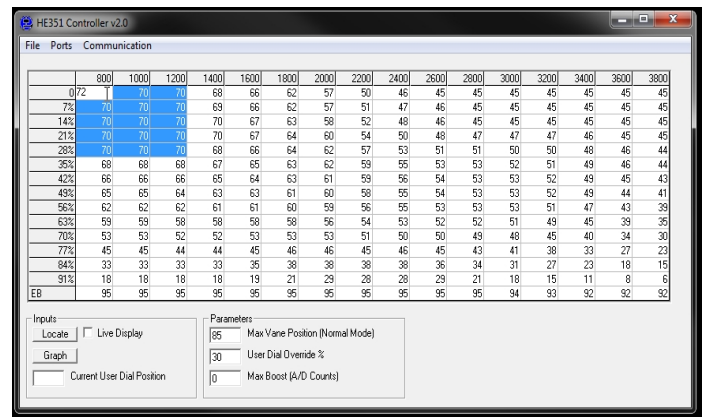 HE351 Controller v2.0
File Ports Communication
800 1000 1200 1400 1600 1800 2000 2200 2400 2600 2800 3000 3200 3400 3600 3800
0 72 70 70 68 66 62 57 50 46 45 45 45 45 45 45 45
7% 70 70 70 69 66 62 57 51 47 46 45 45 45 45 45 45
14% 70 70 70 70 67 63 58 52 48 46 45 45 45 45 45 45
21% 70 70 70 70 67 64 60 54 50 48 47 47 47 46 45 45
28% 70 70 70 68 66 64 62 57 53 51 51 50 50 48 46 44
35% 68 68 68 67 65 63 62 59 55 53 53 52 51 49 46 44
42% 66 66 66 65 64 63 61 59 56 54 53 53 52 49 45 43
49% 65 65 64 63 63 61 60 58 55 54 53 53 52 49 44 41
56% 62 62 62 61 61 60 59 56 55 53 53 53 51 47 43 39
63% 59 59 58 58 58 58 56 54 53 52 52 51 49 45 39 35
70% 53 53 52 52 53 53 53 51 50 50 49 48 45 40 34 30
77% 45 45 44 44 45 46 46 45 46 45 43 41 38 33 27 23
84% 33 33 33 33 35 38 38 38 38 36 34 31 27 23 18 15
91% 18 18 18 18 19 21 29 28 28 29 21 18 15 11 8 6
EB 95 95 95 95 95 95 95 95 95 95 95 94 93 92 92 92
Inputs
Locate Live Display
Graph
Current User Dial Position
Parameters
85 Max Vane Position (Normal Mode)
30 User Dial Override %
0 Max Boost (A/D Counts)